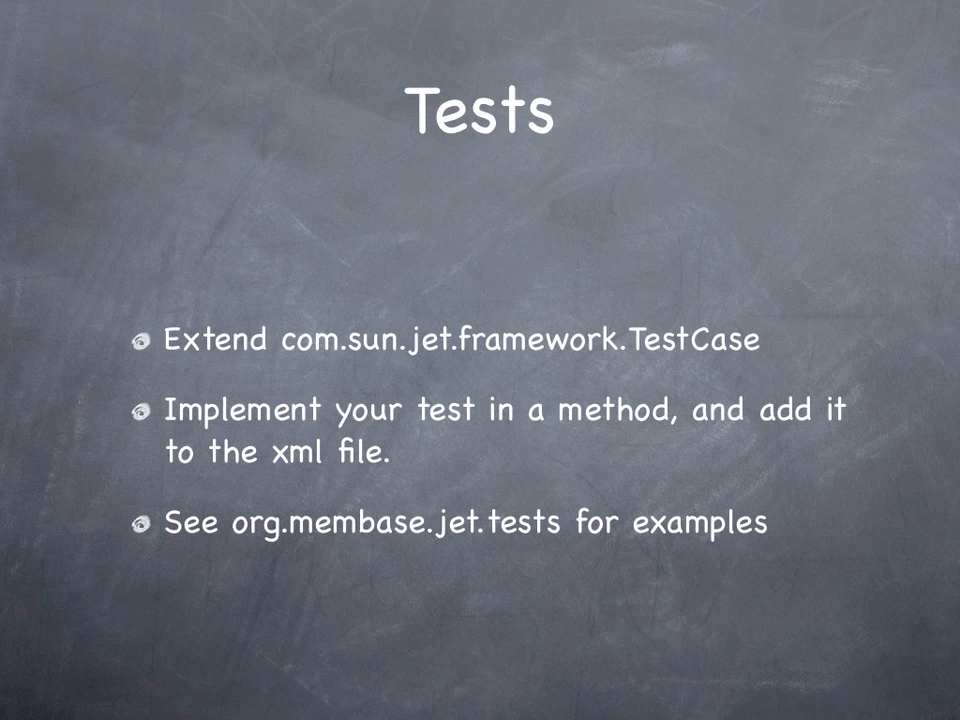 Tests
Extend com.sun.jet.framework.TestCase
Implement your test in a method, and add it
to the xml file.
See org.membase.jet.tests for examples